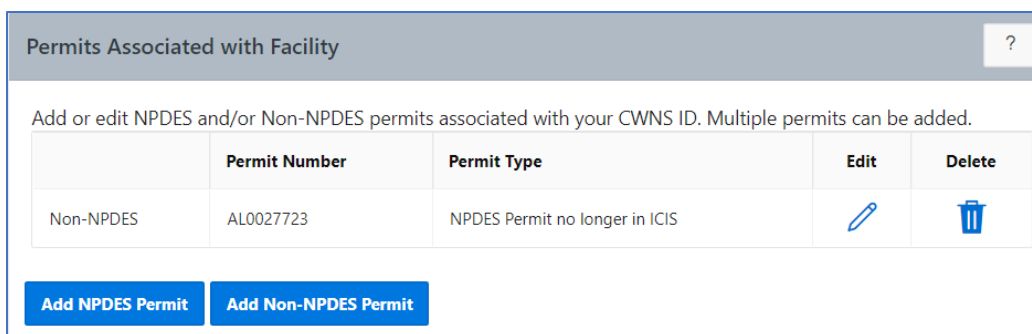 Permits Associated with Facility
?
Add or edit NPDES and/or Non-NPDES permits associated with your CWNS ID. Multiple permits can be added.
Permit Number Permit Type Edit Delete
Non-NPDES AL0027723 NPDES Permit no longer in ICIS
Add NPDES Permit Add Non-NPDES Permit